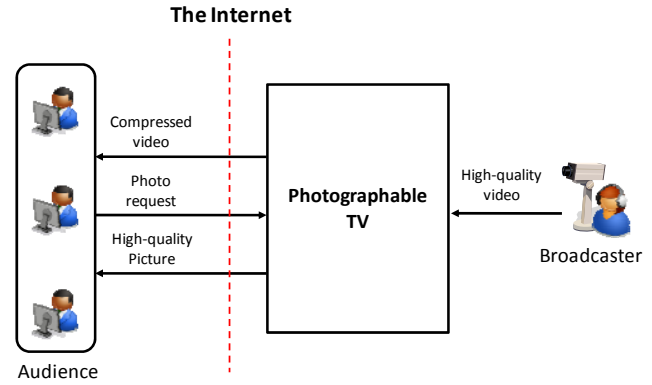 The Internet
Compressed
video
Photo
request
High-quality
Picture
Photographable
TV
High-quality
video
Broadcaster
Audience